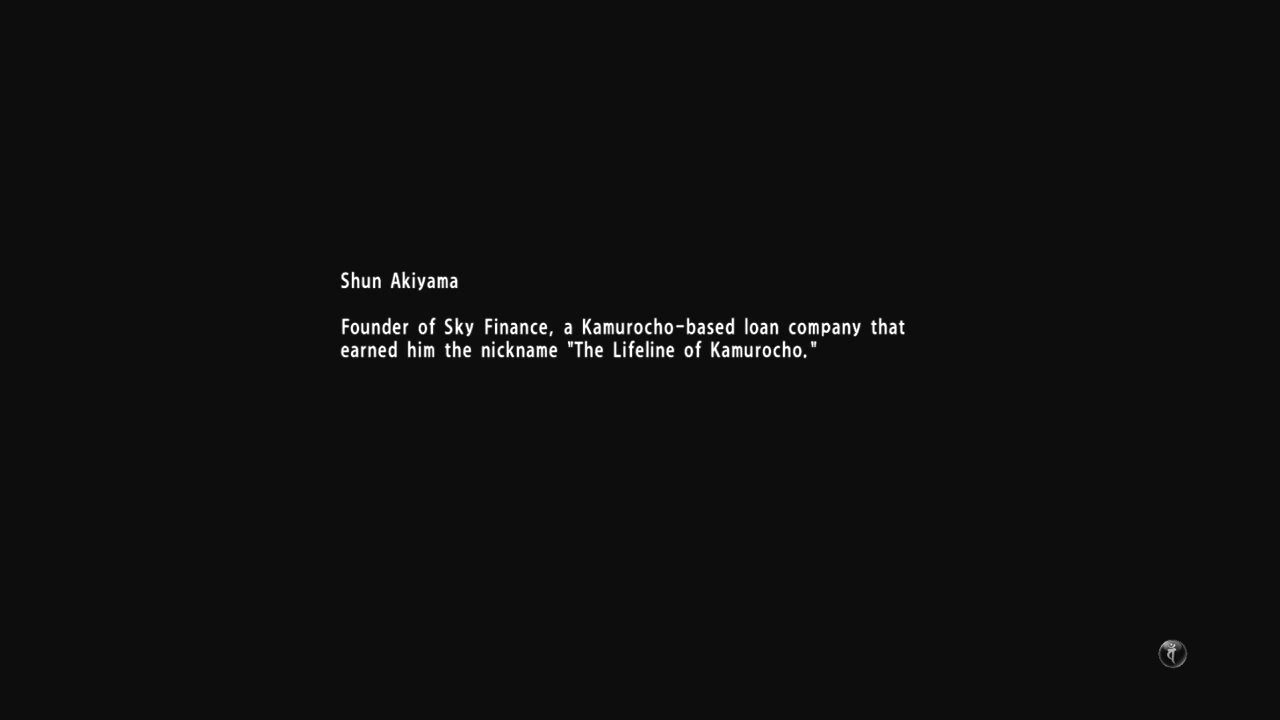 Shun Akiyama
Founder of Sky Finance, a Kamurocho-based loan company that
earned him the nickname "The Lifeline of Kamurocho."